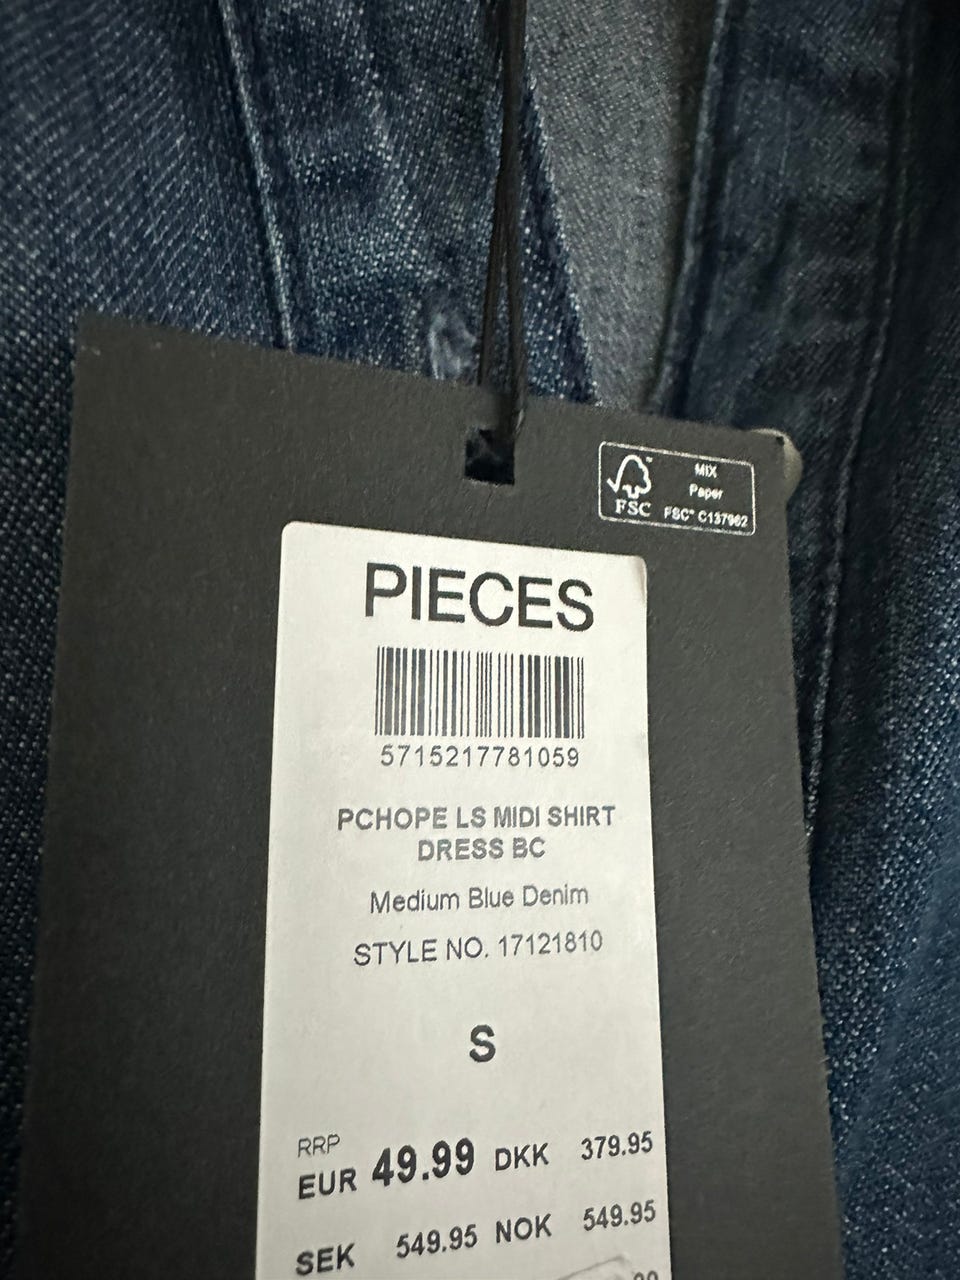 MIX
Paper
FSC
FSC® C137982
PIECES
5715217781059
PCHOPE LS MIDI SHIRT
DRESS BC
Medium Blue Denim
STYLE NO. 17121810
S
RRP
EUR 49.99 DKK 379.95
SEK 549.95 NOK 549.95